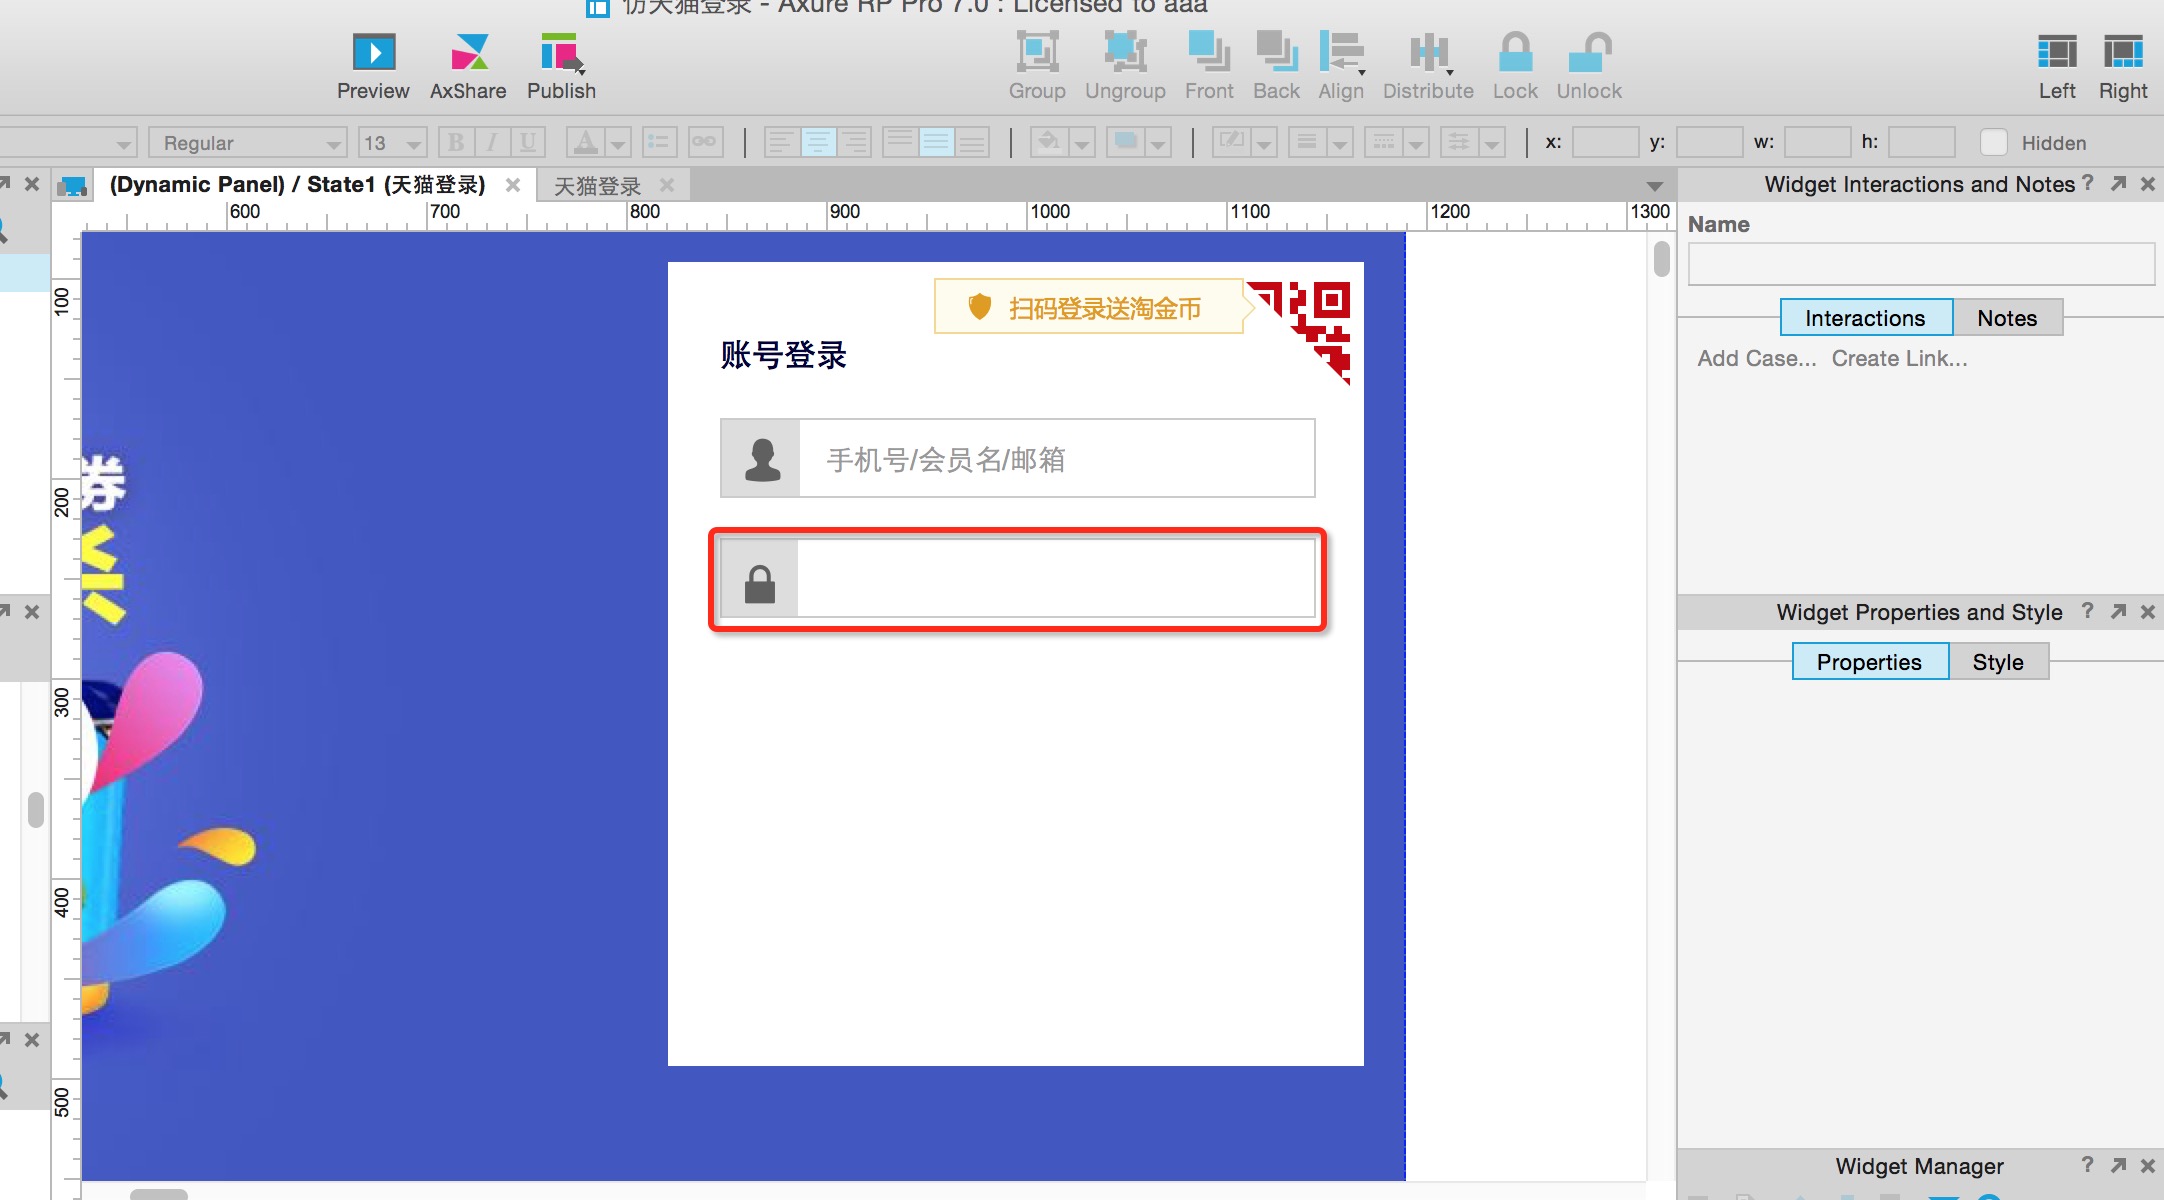 仿天猫登录 - Axure RP Pro 7.0 : Licensed to aaa
Preview AxShare Publish Group Ungroup Front Back Align Distribute Lock Unlock Left Right
Regular 13 B I U A x: y: w: h: Hidden
(Dynamic Panel) / State1 (天猫登录) 天猫登录
Widget Interactions and Notes ?
600 700 800 900 1000 1100 1200 1300
Name
Interactions Notes
Add Case... Create Link...
100
200
300
400
500
扫码登录送淘金币
账号登录
手机号/会员名/邮箱
券
Widget Properties and Style ?
Properties Style
Widget Manager ?